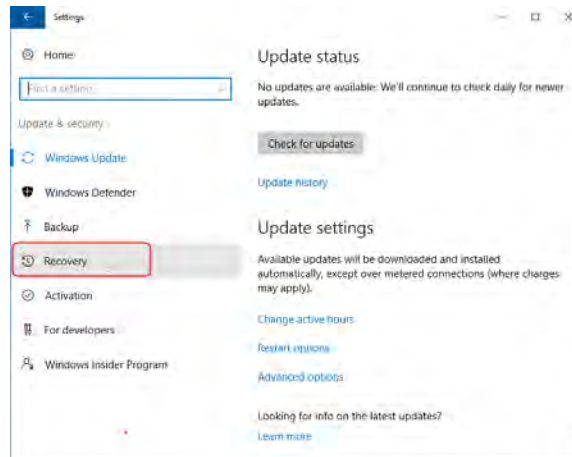 Settings
Home
Find a setting
Update & security
Windows Update
Windows Defender
Backup
Recovery
Activation
For developers
Windows Insider Program
Update status
No updates are available. We'll continue to check daily for newer
updates.
Check for updates
Update history
Update settings
Available updates will be downloaded and installed
automatically, except over metered connections (where charges
may apply).
Change active hours
Restart options
Advanced options
Looking for info on the latest updates?
Learn more